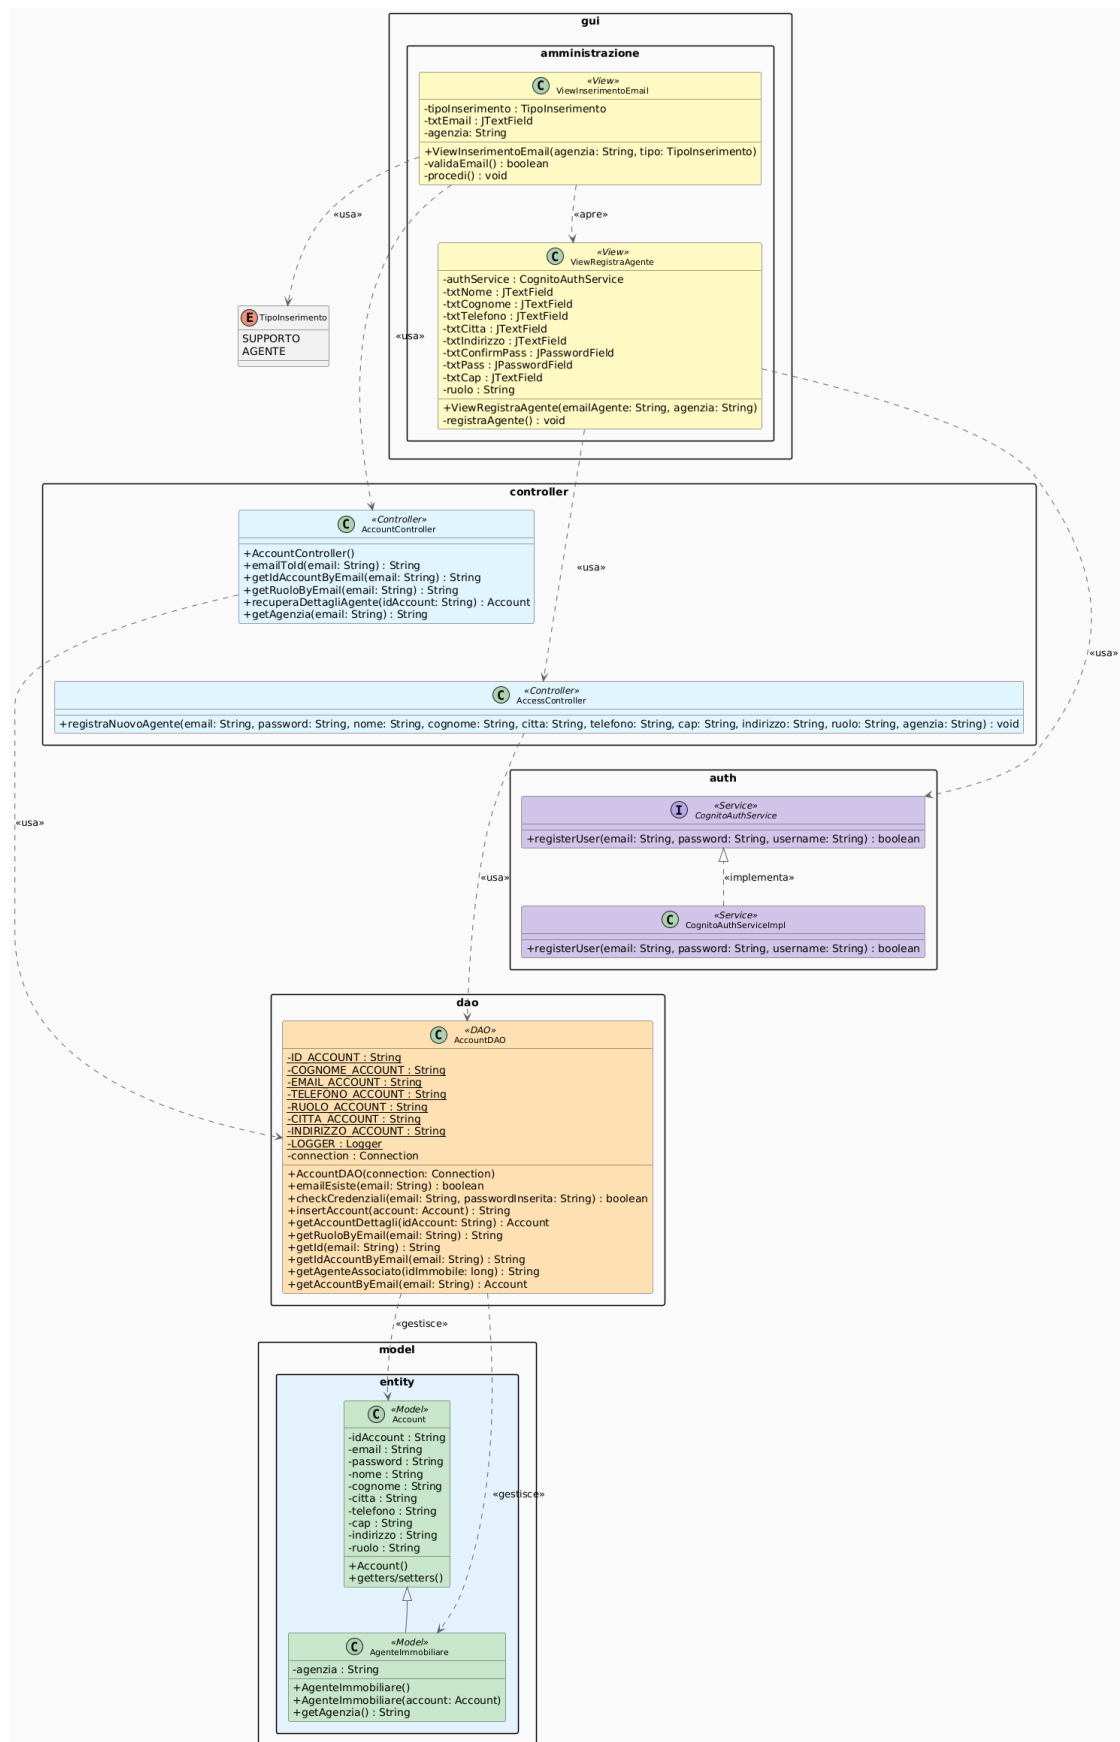 gui
amministrazione
C «View»
ViewInserimentoEmail
-tipoInserimento : TipoInserimento
-txtEmail : JTextField
-agenzia: String
+ViewInserimentoEmail(agenzia: String, tipo: TipoInserimento)
-validaEmail() : boolean
-procedi() : void
«usa»
«apre»
C «View»
ViewRegistraAgente
-authService : CognitoAuthService
-txtNome : JTextField
-txtCognome : JTextField
-txtTelefono : JTextField
-txtCitta : JTextField
-txtIndirizzo : JTextField
-txtConfirmPass : JPasswordField
-txtPass : JPasswordField
-txtCap : JTextField
-ruolo : String
+ViewRegistraAgente(emailAgente: String, agenzia: String)
-registraAgente() : void
E TipoInserimento
SUPPORTO
AGENTE
«usa»
controller
C «Controller»
AccountController
+AccountController()
+emailToId(email: String) : String
+getIdAccountByEmail(email: String) : String
+getRuoloByEmail(email: String) : String
+recuperaDettagliAgente(idAccount: String) : Account
+getAgenzia(email: String) : String
«usa»
«usa»
C «Controller»
AccessController
+registraNuovoAgente(email: String, password: String, nome: String, cognome: String, citta: String, telefono: String, cap: String, indirizzo: String, ruolo: String, agenzia: String) : void
auth
I «Service»
CognitoAuthService
+registerUser(email: String, password: String, username: String) : boolean
«usa»
«usa»
«implementa»
C «Service»
CognitoAuthServiceImpl
+registerUser(email: String, password: String, username: String) : boolean
dao
C «DAO»
AccountDAO
-ID_ACCOUNT : String
-COGNOME_ACCOUNT : String
-EMAIL_ACCOUNT : String
-TELEFONO_ACCOUNT : String
-RUOLO_ACCOUNT : String
-CITTA_ACCOUNT : String
-INDIRIZZO_ACCOUNT : String
-LOGGER : Logger
-connection : Connection
+AccountDAO(connection: Connection)
+emailEsiste(email: String) : boolean
+checkCredenziali(email: String, passwordInserita: String) : boolean
+insertAccount(account: Account) : String
+getAccountDettagli(idAccount: String) : Account
+getRuoloByEmail(email: String) : String
+getId(email: String) : String
+getIdAccountByEmail(email: String) : String
+getAgenteAssociato(idImmobile: long) : String
+getAccountByEmail(email: String) : Account
«gestisce»
model
entity
C «Model»
Account
-idAccount : String
-email : String
-password : String
-nome : String
-cognome : String
-citta : String
-telefono : String
-cap : String
-indirizzo : String
-ruolo : String
+Account()
+getters/setters()
«gestisce»
C «Model»
AgenteImmobiliare
-agenzia : String
+AgenteImmobiliare()
+AgenteImmobiliare(account: Account)
+getAgenzia() : String